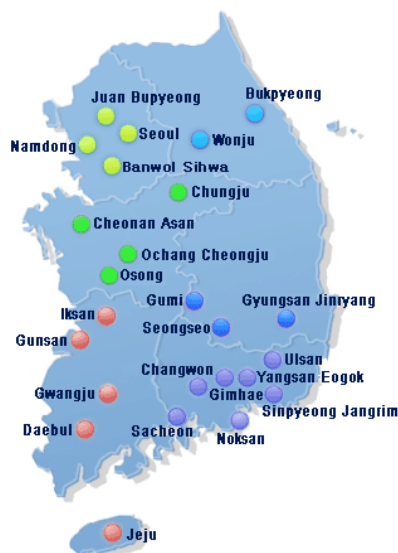 Juan Bupyeong
Bukpyeong
Seoul
Wonju
Namdong
Banwol Sihwa
Chungju
Cheonan Asan
Ochang Cheongju
Osong
Gumi
Gyungsan Jinryang
Iksan
Seongseo
Gunsan
Ulsan
Changwon
Yangsan Eogok
Gwangju
Gimhae
Sinpyeong Jangrim
Daebul
Sacheon
Noksan
Jeju